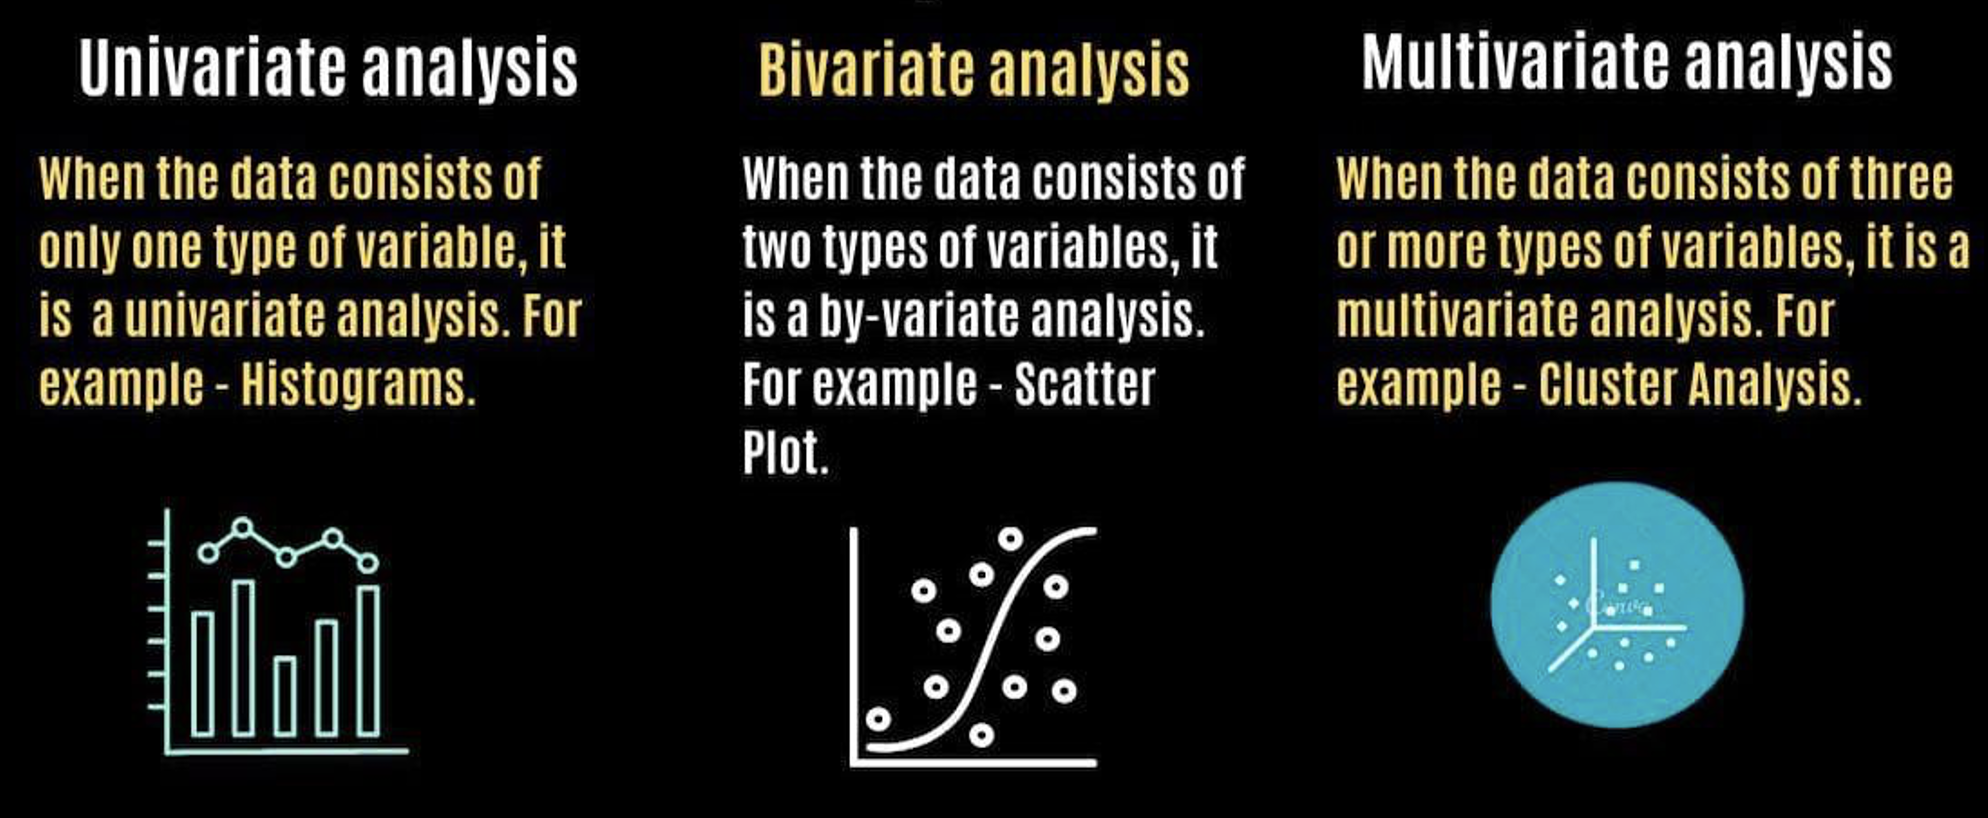 Univariate analysis
When the data consists of
only one type of variable, it
is a univariate analysis. For
example - Histograms.
Bivariate analysis
When the data consists of
two types of variables, it
is a by-variate analysis.
For example - Scatter
Plot.
Multivariate analysis
When the data consists of three
or more types of variables, it is a
multivariate analysis. For
example - Cluster Analysis.
Canva